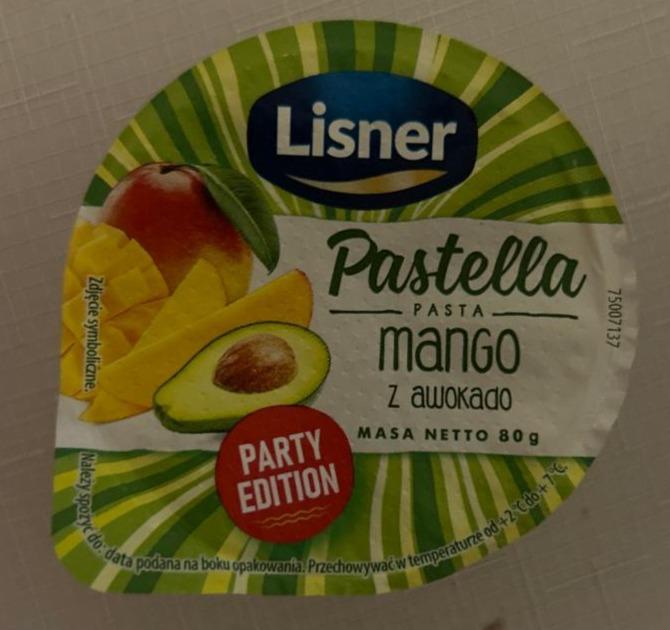 Lisner
Pastella
PASTA
mango
z awokado
MASA NETTO 80g
PARTY
EDITION
Zdjęcie symboliczne.
75007137
Należy spożyć do: data podana na boku opakowania. Przechowywać w temperaturze od +2°C do +7°C.